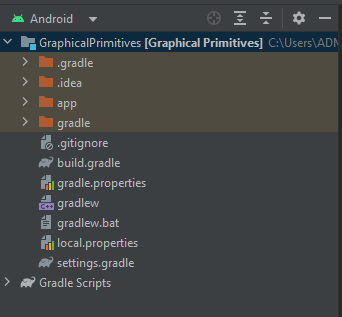 Android
GraphicalPrimitives [Graphical Primitives] C:\Users\ADM
.gradle
.idea
app
gradle
.gitignore
build.gradle
gradle.properties
gradlew
gradlew.bat
local.properties
settings.gradle
Gradle Scripts